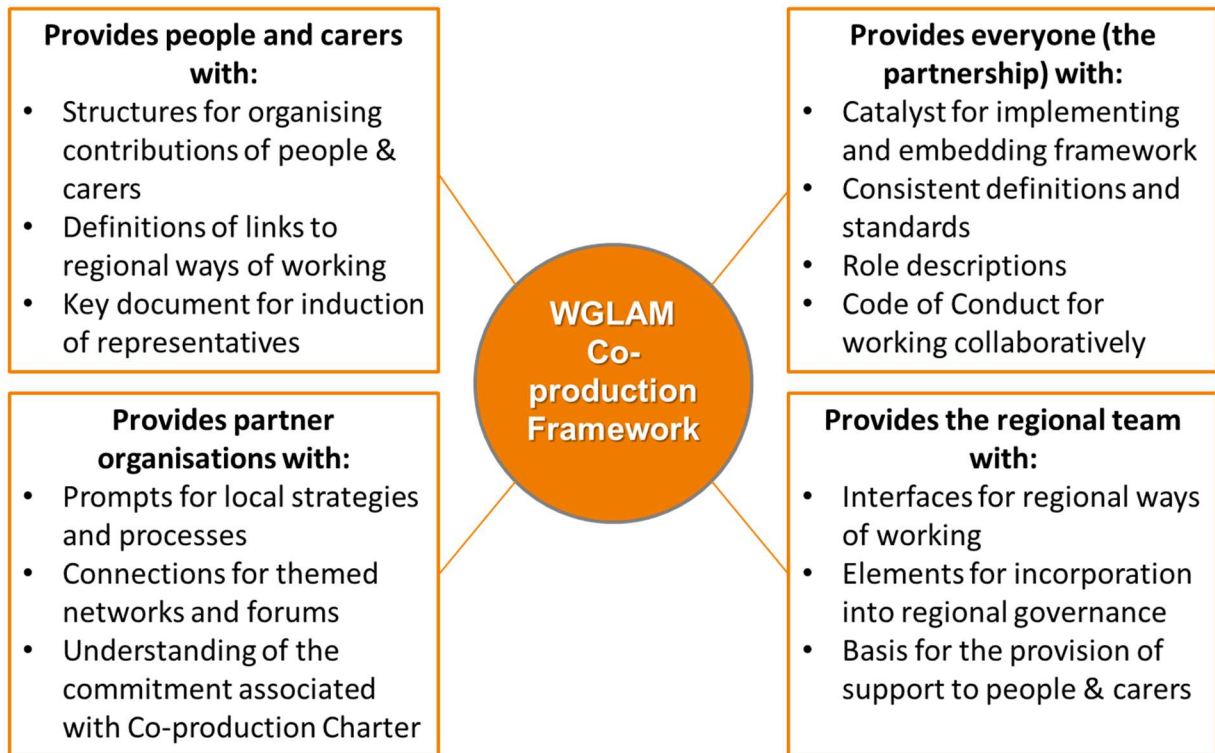 Provides people and carers
with:
• Structures for organising
contributions of people &
carers
• Definitions of links to
regional ways of working
• Key document for induction
of representatives
Provides everyone (the
partnership) with:
• Catalyst for implementing
and embedding framework
• Consistent definitions and
standards
• Role descriptions
• Code of Conduct for
working collaboratively
WGLAM
Co-
production
Framework
Provides partner
organisations with:
• Prompts for local strategies
and processes
• Connections for themed
networks and forums
• Understanding of the
commitment associated
with Co-production Charter
Provides the regional team
with:
• Interfaces for regional ways
of working
• Elements for incorporation
into regional governance
• Basis for the provision of
support to people & carers